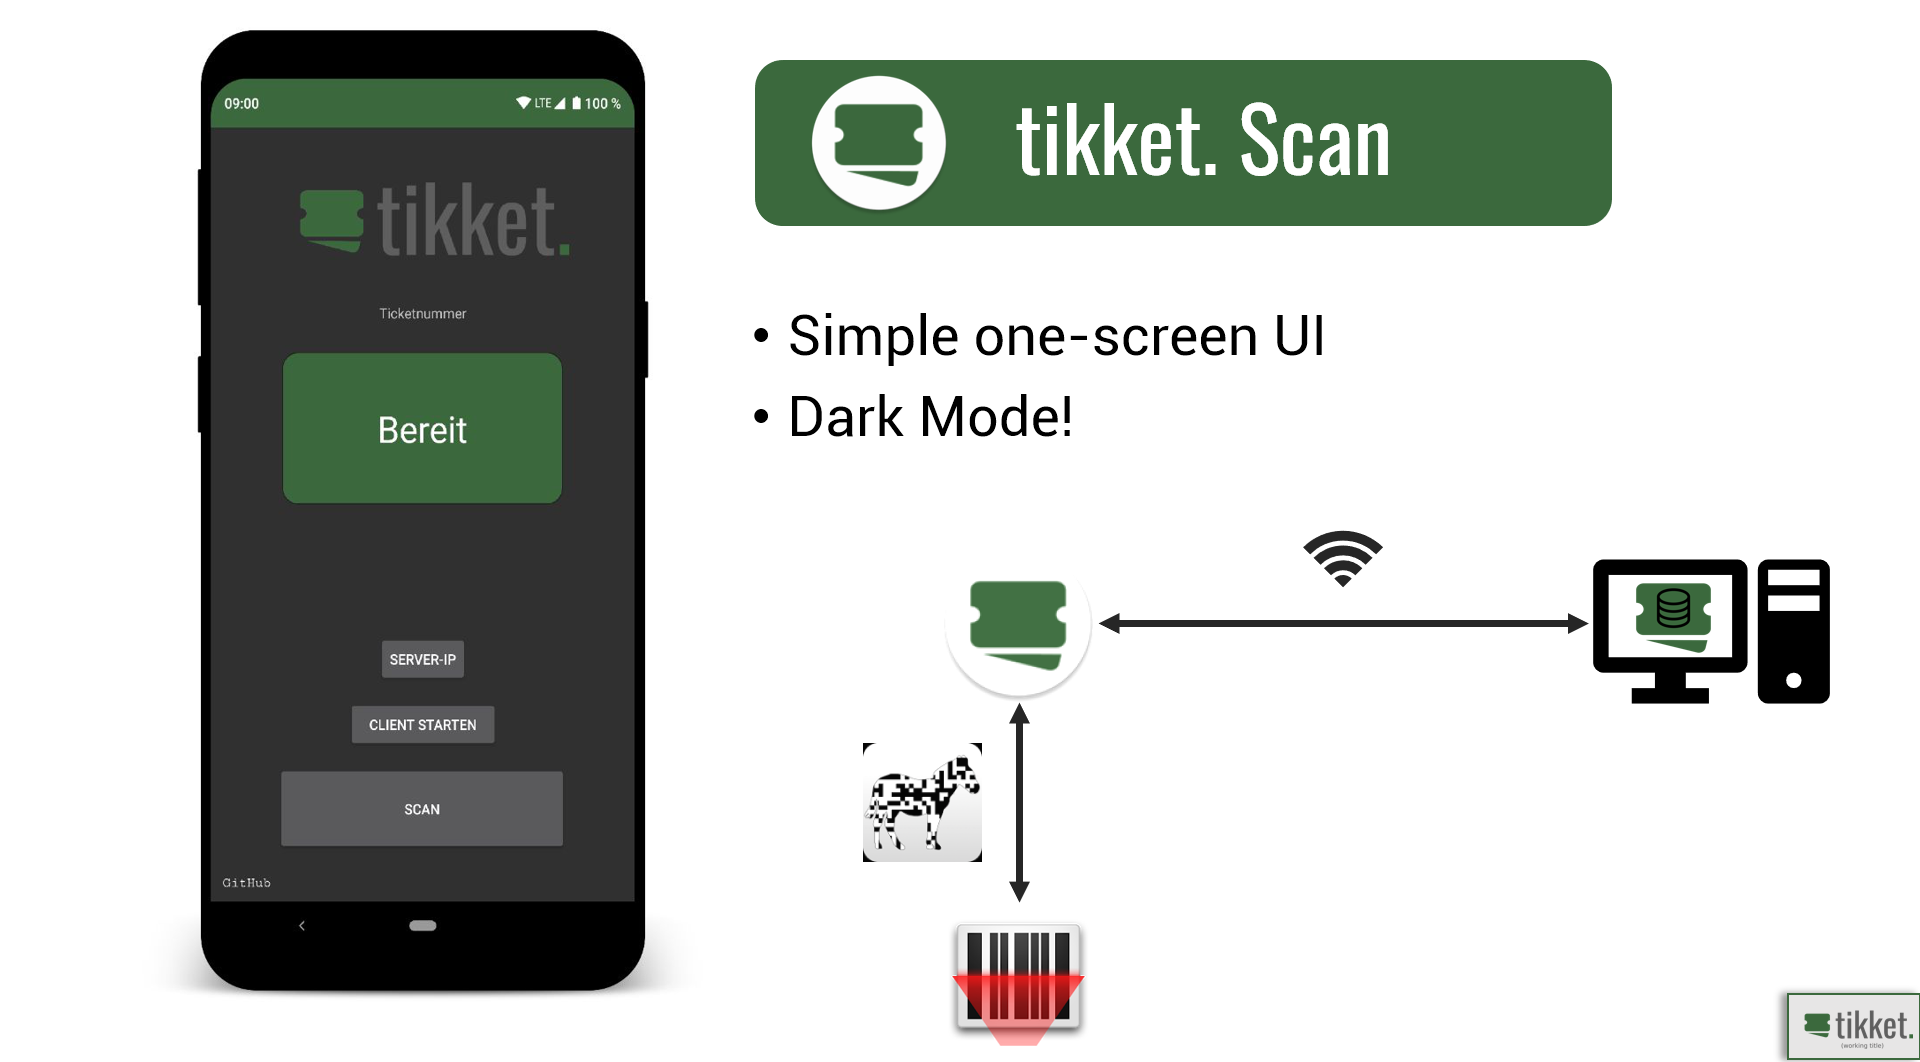 09:00
LTE 100 %
tikket.
Ticketnummer
Bereit
SERVER-IP
CLIENT STARTEN
SCAN
GitHub
tikket. Scan
• Simple one-screen UI
• Dark Mode!
tikket.
(working title)